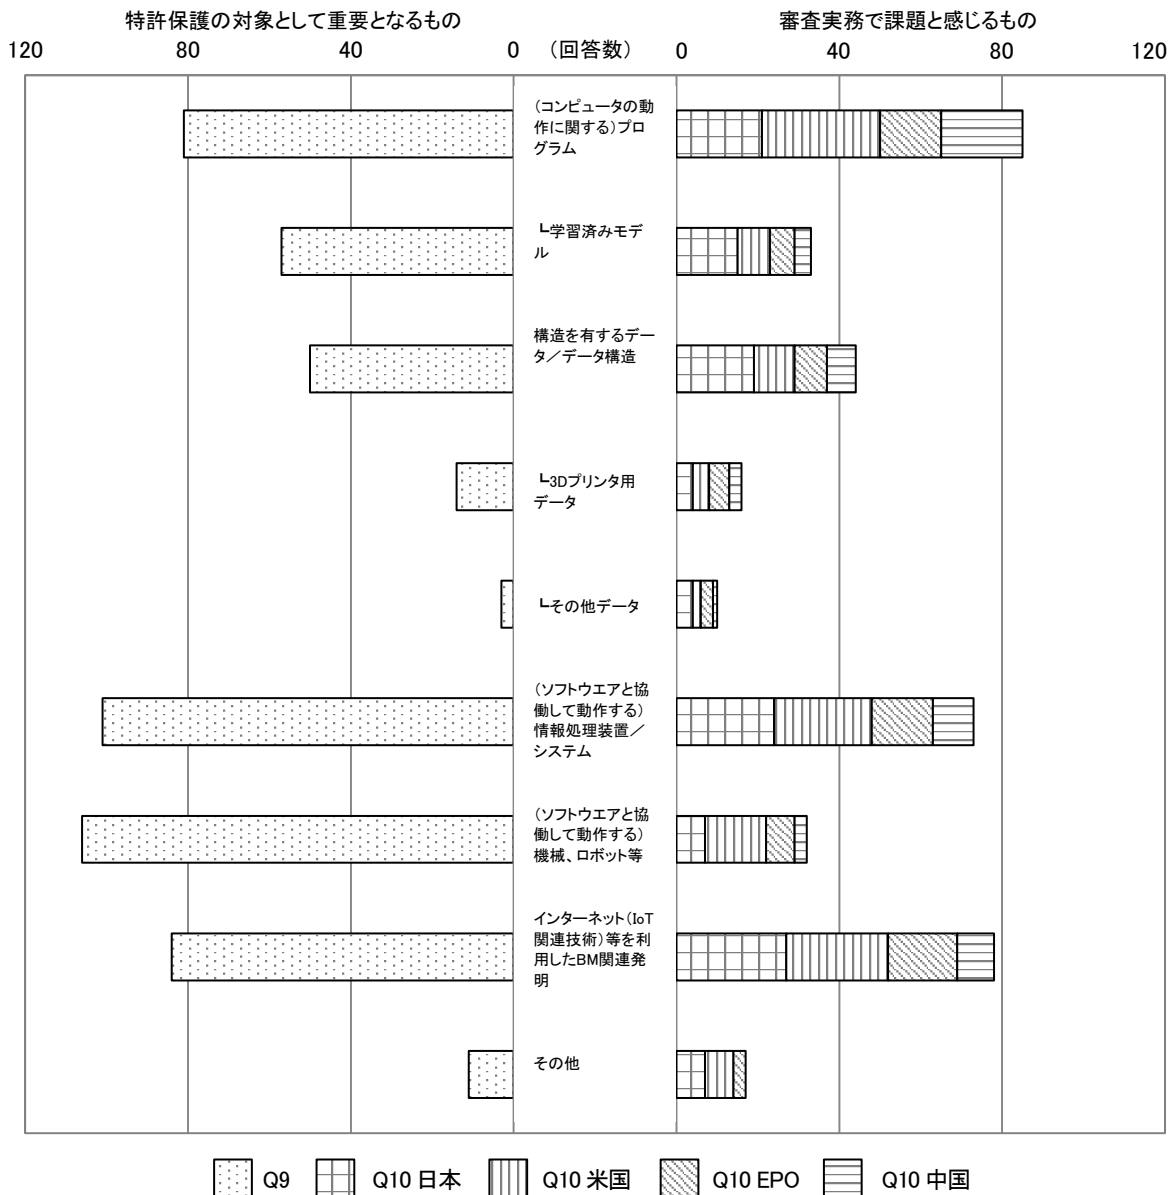 特許保護の対象として重要となるもの
審査実務で課題と感じるもの
120 80 40 0 (回答数) 0 40 80 120
(コンピュータの動
作に関する)プロ
グラム
┗学習済みモデ
ル
構造を有するデー
タ／データ構造
┗3Dプリンタ用
データ
┗その他データ
(ソフトウエアと協
働して動作する)
情報処理装置／
システム
(ソフトウエアと協
働して動作する)
機械、ロボット等
インターネット(IoT
関連技術)等を利
用したBM関連発
明
その他
Q9 Q10 日本 Q10 米国 Q10 EPO Q10 中国